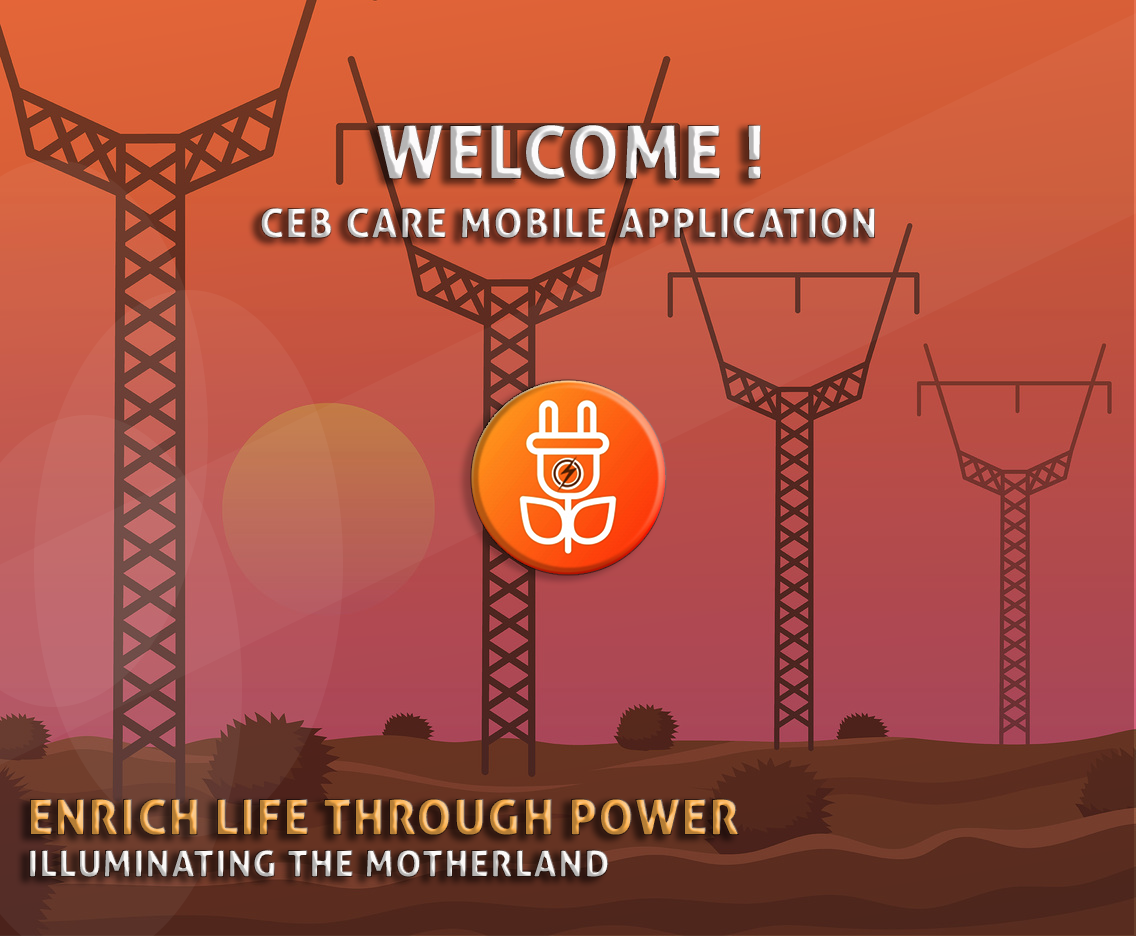 WELCOME !
CEB CARE MOBILE APPLICATION
ENRICH LIFE THROUGH POWER
ILLUMINATING THE MOTHERLAND